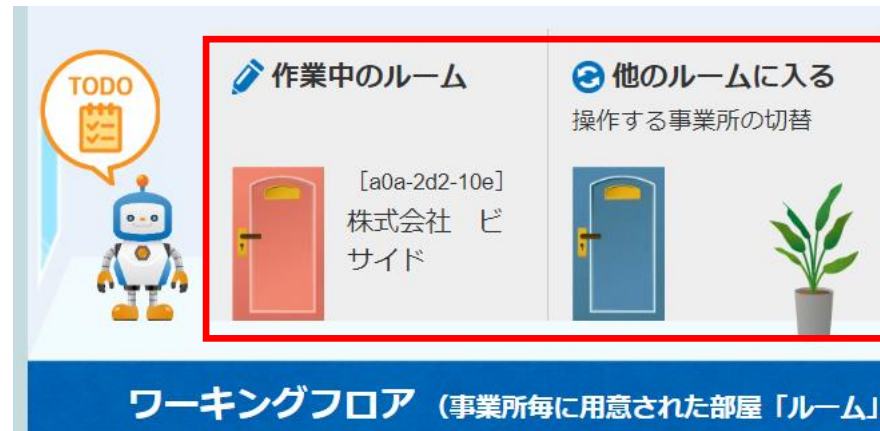 TODO
作業中のルーム
[a0a-2d2-10e]
株式会社　ビ
サイド
他のルームに入る
操作する事業所の切替
ワーキングフロア （事業所毎に用意された部屋「ルーム」